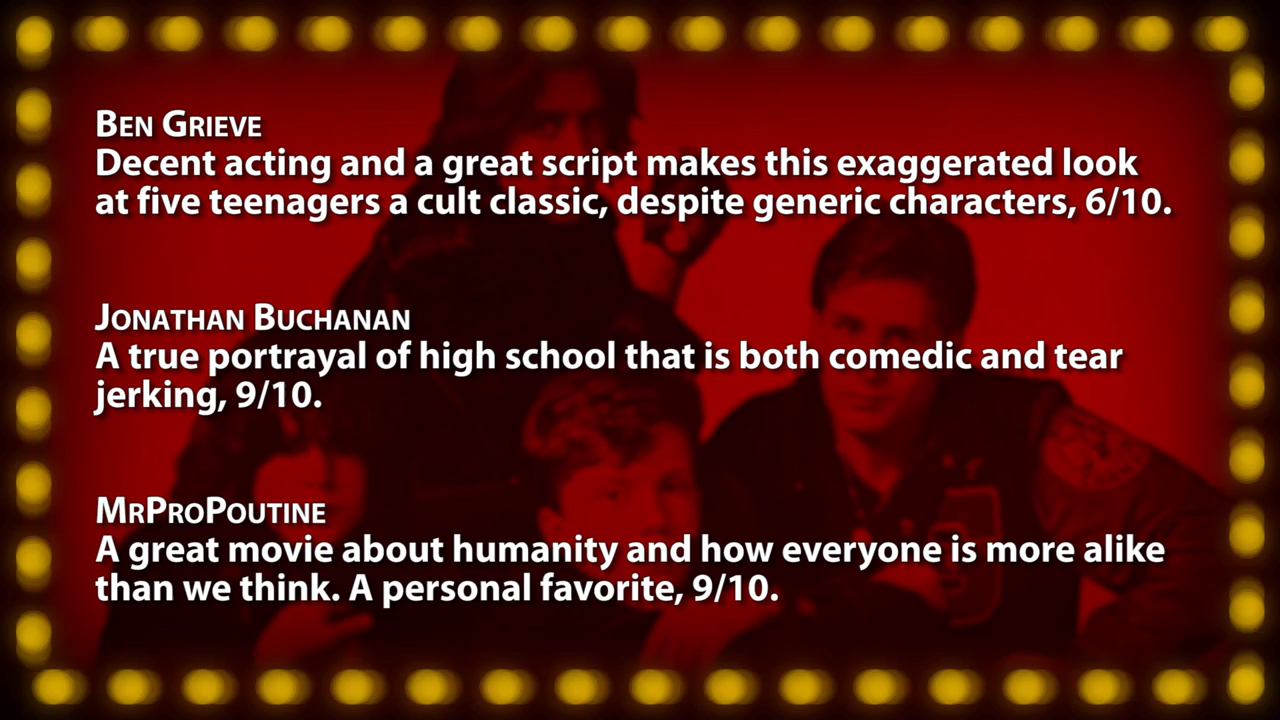 Ben Grieve
Decent acting and a great script makes this exaggerated look
at five teenagers a cult classic, despite generic characters, 6/10.
Jonathan Buchanan
A true portrayal of high school that is both comedic and tear
jerking, 9/10.
MrProPoutine
A great movie about humanity and how everyone is more alike
than we think. A personal favorite, 9/10.